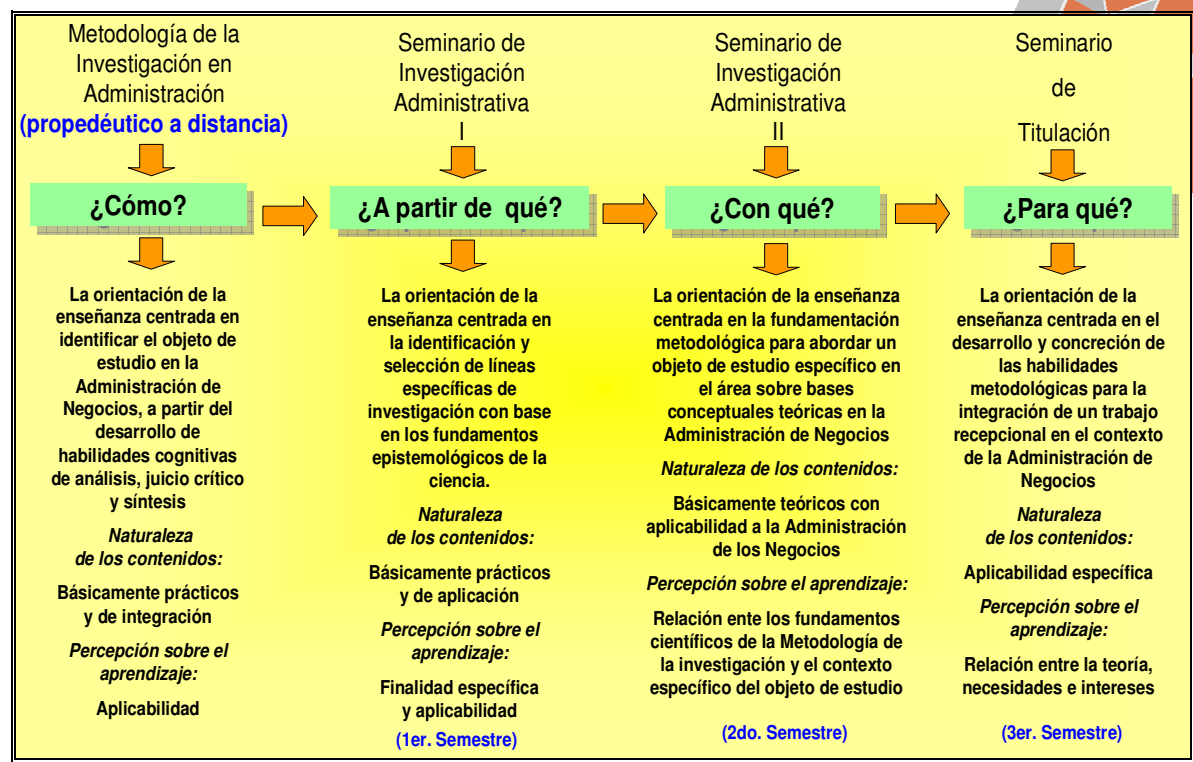 Metodología de la
Investigación en
Administración
(propedéutico a distancia)
¿Cómo?
La orientación de la
enseñanza centrada en
identificar el objeto de
estudio en la
Administración de
Negocios, a partir del
desarrollo de
habilidades cognitivas
de análisis, juicio crítico
y síntesis
Naturaleza
de los contenidos:
Básicamente prácticos
y de integración
Percepción sobre el
aprendizaje:
Aplicabilidad
Seminario de
Investigación
Administrativa
I
¿A partir de qué?
La orientación de la
enseñanza centrada en
la identificación y
selección de líneas
específicas de
investigación con base
en los fundamentos
epistemológicos de la
ciencia.
Naturaleza
de los contenidos:
Básicamente prácticos
y de aplicación
Percepción sobre el
aprendizaje:
Finalidad específica
y aplicabilidad
(1er. Semestre)
Seminario de
Investigación
Administrativa
II
¿Con qué?
La orientación de la enseñanza
centrada en la fundamentación
metodológica para abordar un
objeto de estudio específico en
el área sobre bases
conceptuales teóricas en la
Administración de Negocios
Naturaleza de los contenidos:
Básicamente teóricos con
aplicabilidad a la Administración
de los Negocios
Percepción sobre el aprendizaje:
Relación ente los fundamentos
científicos de la Metodología de
la investigación y el contexto
específico del objeto de estudio
(2do. Semestre)
Seminario
de
Titulación
¿Para qué?
La orientación de la
enseñanza centrada en el
desarrollo y concreción de
las habilidades
metodológicas para la
integración de un trabajo
recepcional en el contexto
de la Administración de
Negocios
Naturaleza
de los contenidos:
Aplicabilidad específica
Percepción sobre el
aprendizaje:
Relación entre la teoría,
necesidades e intereses
(3er. Semestre)